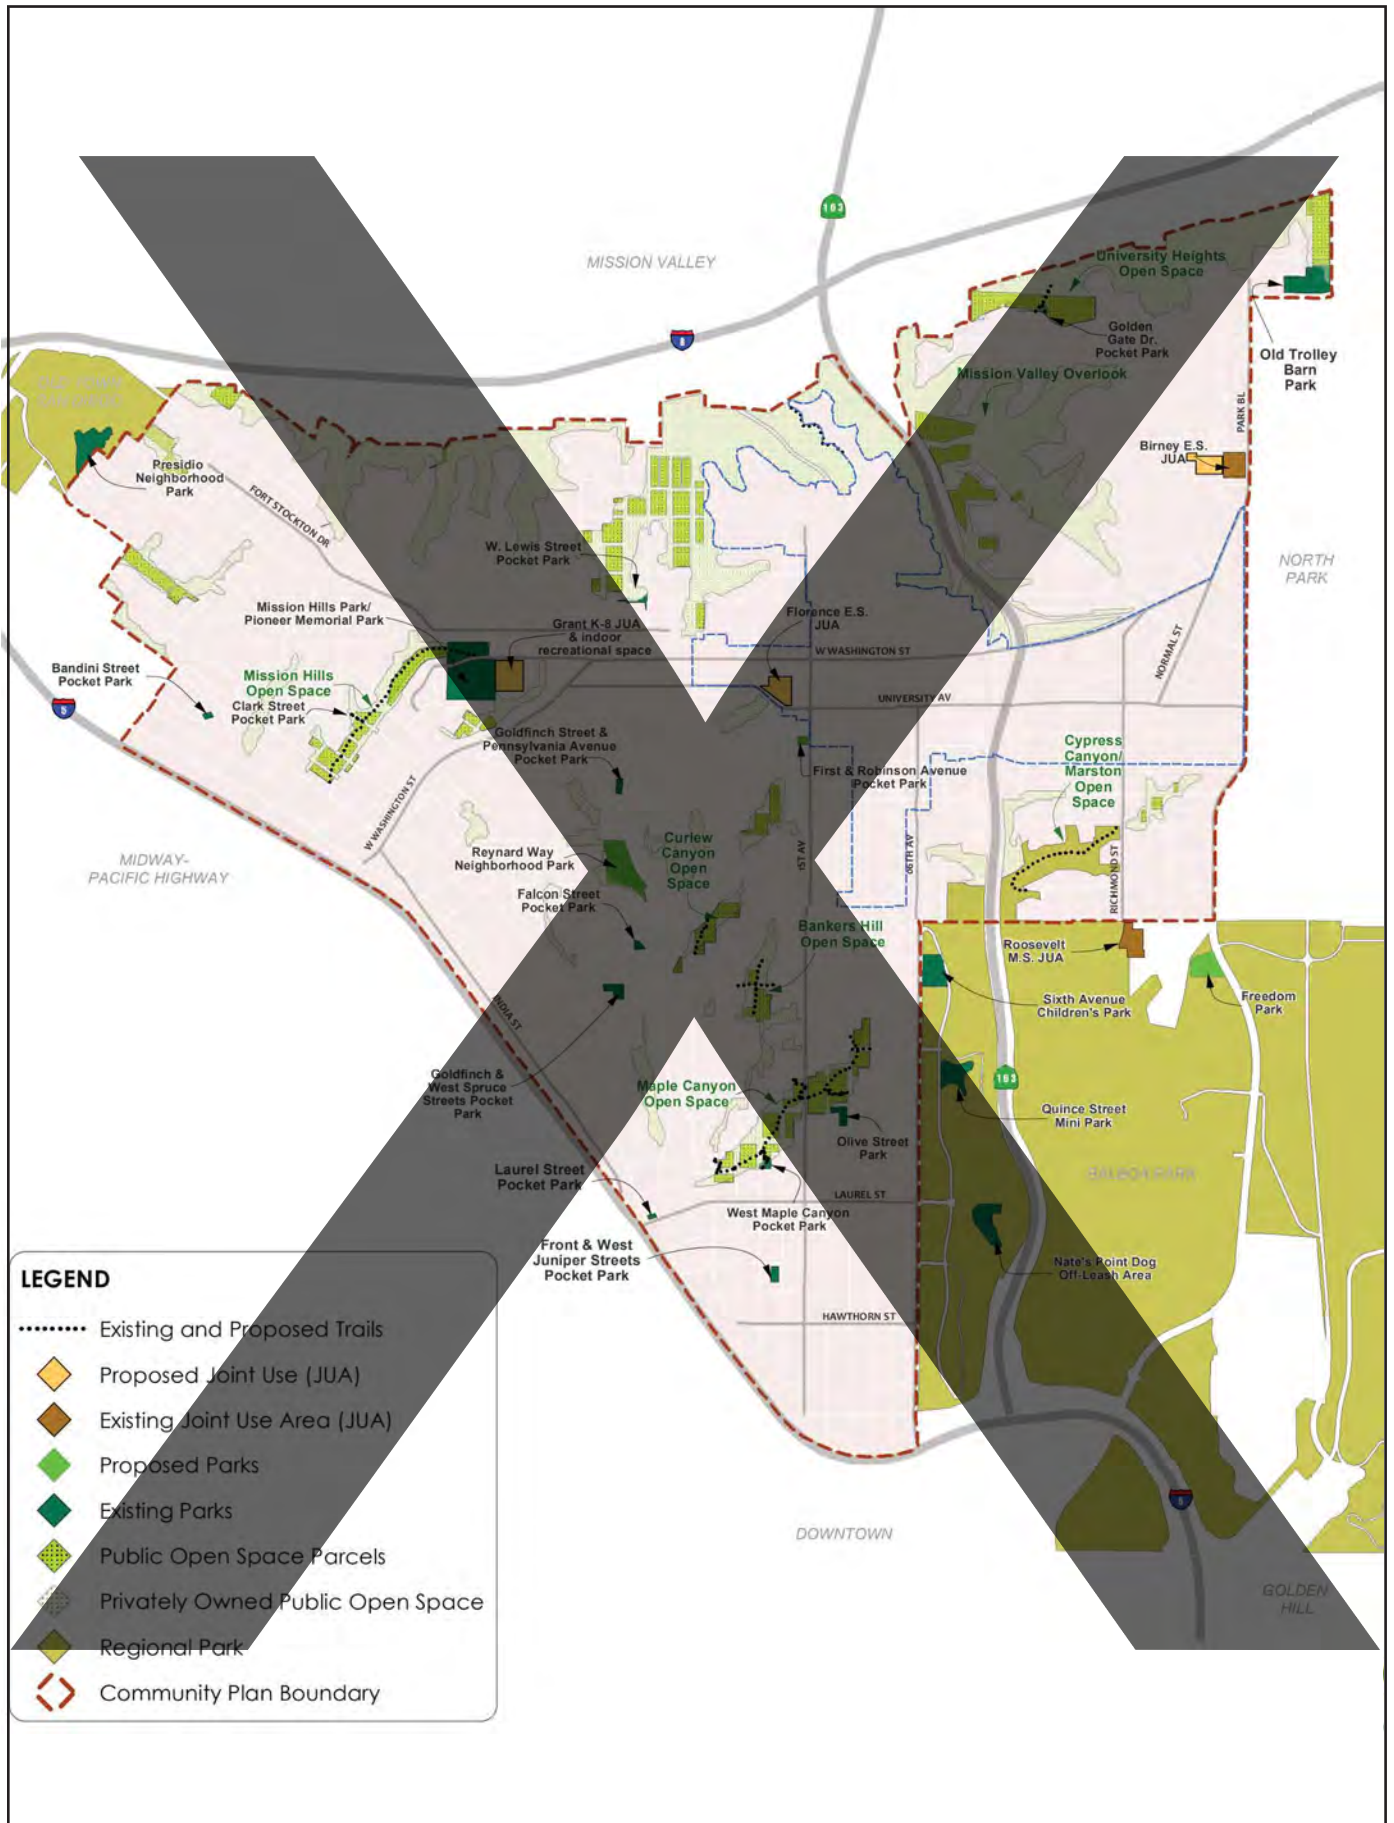 163
MISSION VALLEY
University Heights
Open Space
8
Golden
Gate Dr.
Pocket Park
Old Trolley
Barn
Park
OLD TOWN
Mission Valley Overlook
PARK BL
Birney E.S.
JUA
Presidio
Neighborhood
Park
FORT STOCKTON DR
W. Lewis Street
Pocket Park
NORTH
PARK
Mission Hills Park/
Pioneer Memorial Park
Grant K-8 JUA
& indoor
recreational space
Florence E.S.
JUA
W WASHINGTON ST
NORMAL ST
Bandini Street
Pocket Park
Mission Hills
Open Space
Clark Street
Pocket Park
5
UNIVERSITY AV
Goldfinch Street &
Pennsylvania Avenue
Pocket Park
First & Robinson Avenue
Pocket Park
Cypress
Canyon/
Marston
Open
Space
W WASHINGTON ST
MIDWAY-
PACIFIC HIGHWAY
Reynard Way
Neighborhood Park
Curlew
Canyon
Open
Space
1ST AV
06TH AV
RICHMOND ST
Falcon Street
Pocket Park
Bankers Hill
Open Space
Roosevelt
M.S. JUA
Sixth Avenue
Children's Park
Freedom
Park
INDIA ST
Goldfinch &
West Spruce
Streets Pocket
Park
Maple Canyon
Open Space
163
Quince Street
Mini Park
Olive Street
Park
BALBOA PARK
Laurel Street
Pocket Park
LAUREL ST
West Maple Canyon
Pocket Park
Front & West
Juniper Streets
Pocket Park
Nate's Point Dog
Off-Leash Area
HAWTHORN ST
LEGEND
Existing and Proposed Trails
Proposed Joint Use (JUA)
Existing Joint Use Area (JUA)
Proposed Parks
Existing Parks
Public Open Space Parcels
Privately Owned Public Open Space
Regional Park
Community Plan Boundary
5
DOWNTOWN
GOLDEN
HILL